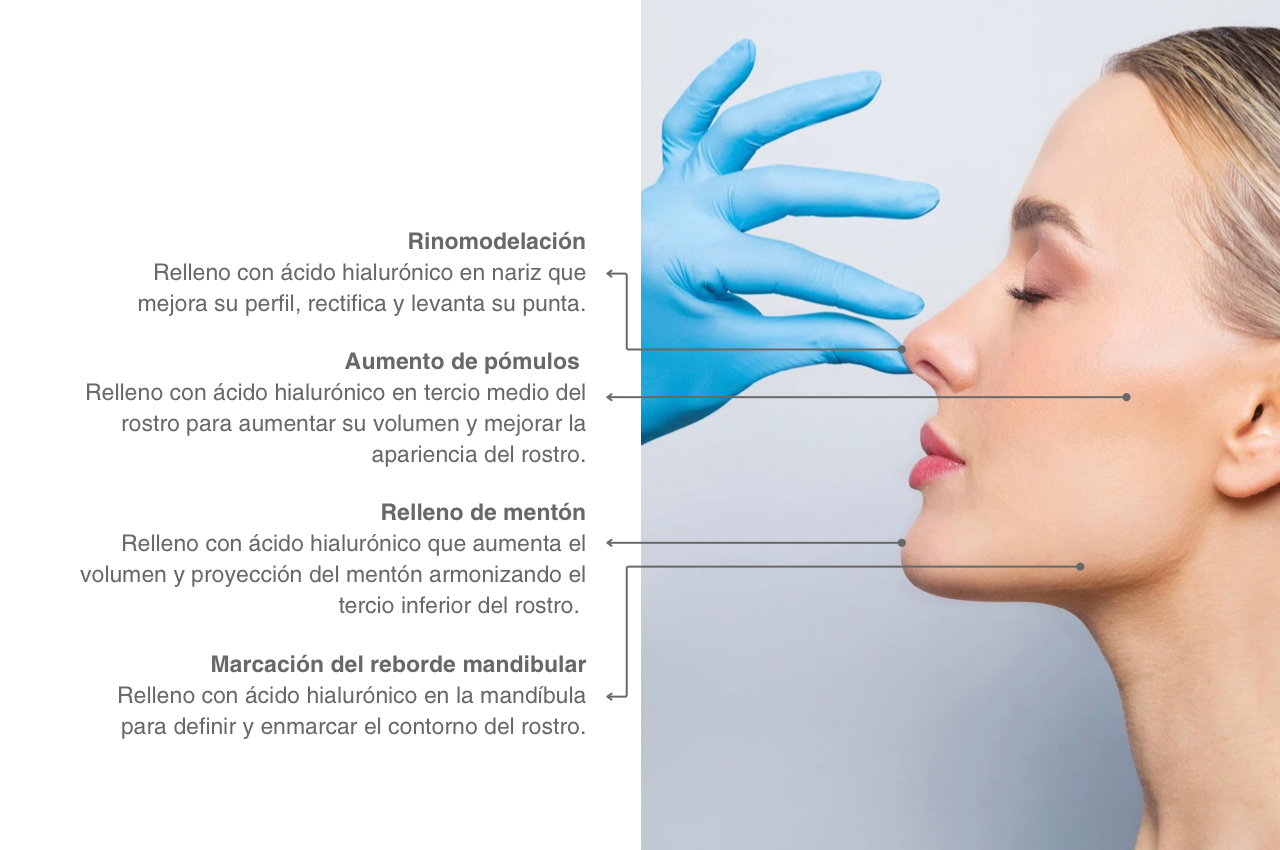 Rinomodelación
Relleno con ácido hialurónico en nariz que
mejora su perfil, rectifica y levanta su punta.
Aumento de pómulos
Relleno con ácido hialurónico en tercio medio del
rostro para aumentar su volumen y mejorar la
apariencia del rostro.
Relleno de mentón
Relleno con ácido hialurónico que aumenta el
volumen y proyección del mentón armonizando el
tercio inferior del rostro.
Marcación del reborde mandibular
Relleno con ácido hialurónico en la mandíbula
para definir y enmarcar el contorno del rostro.